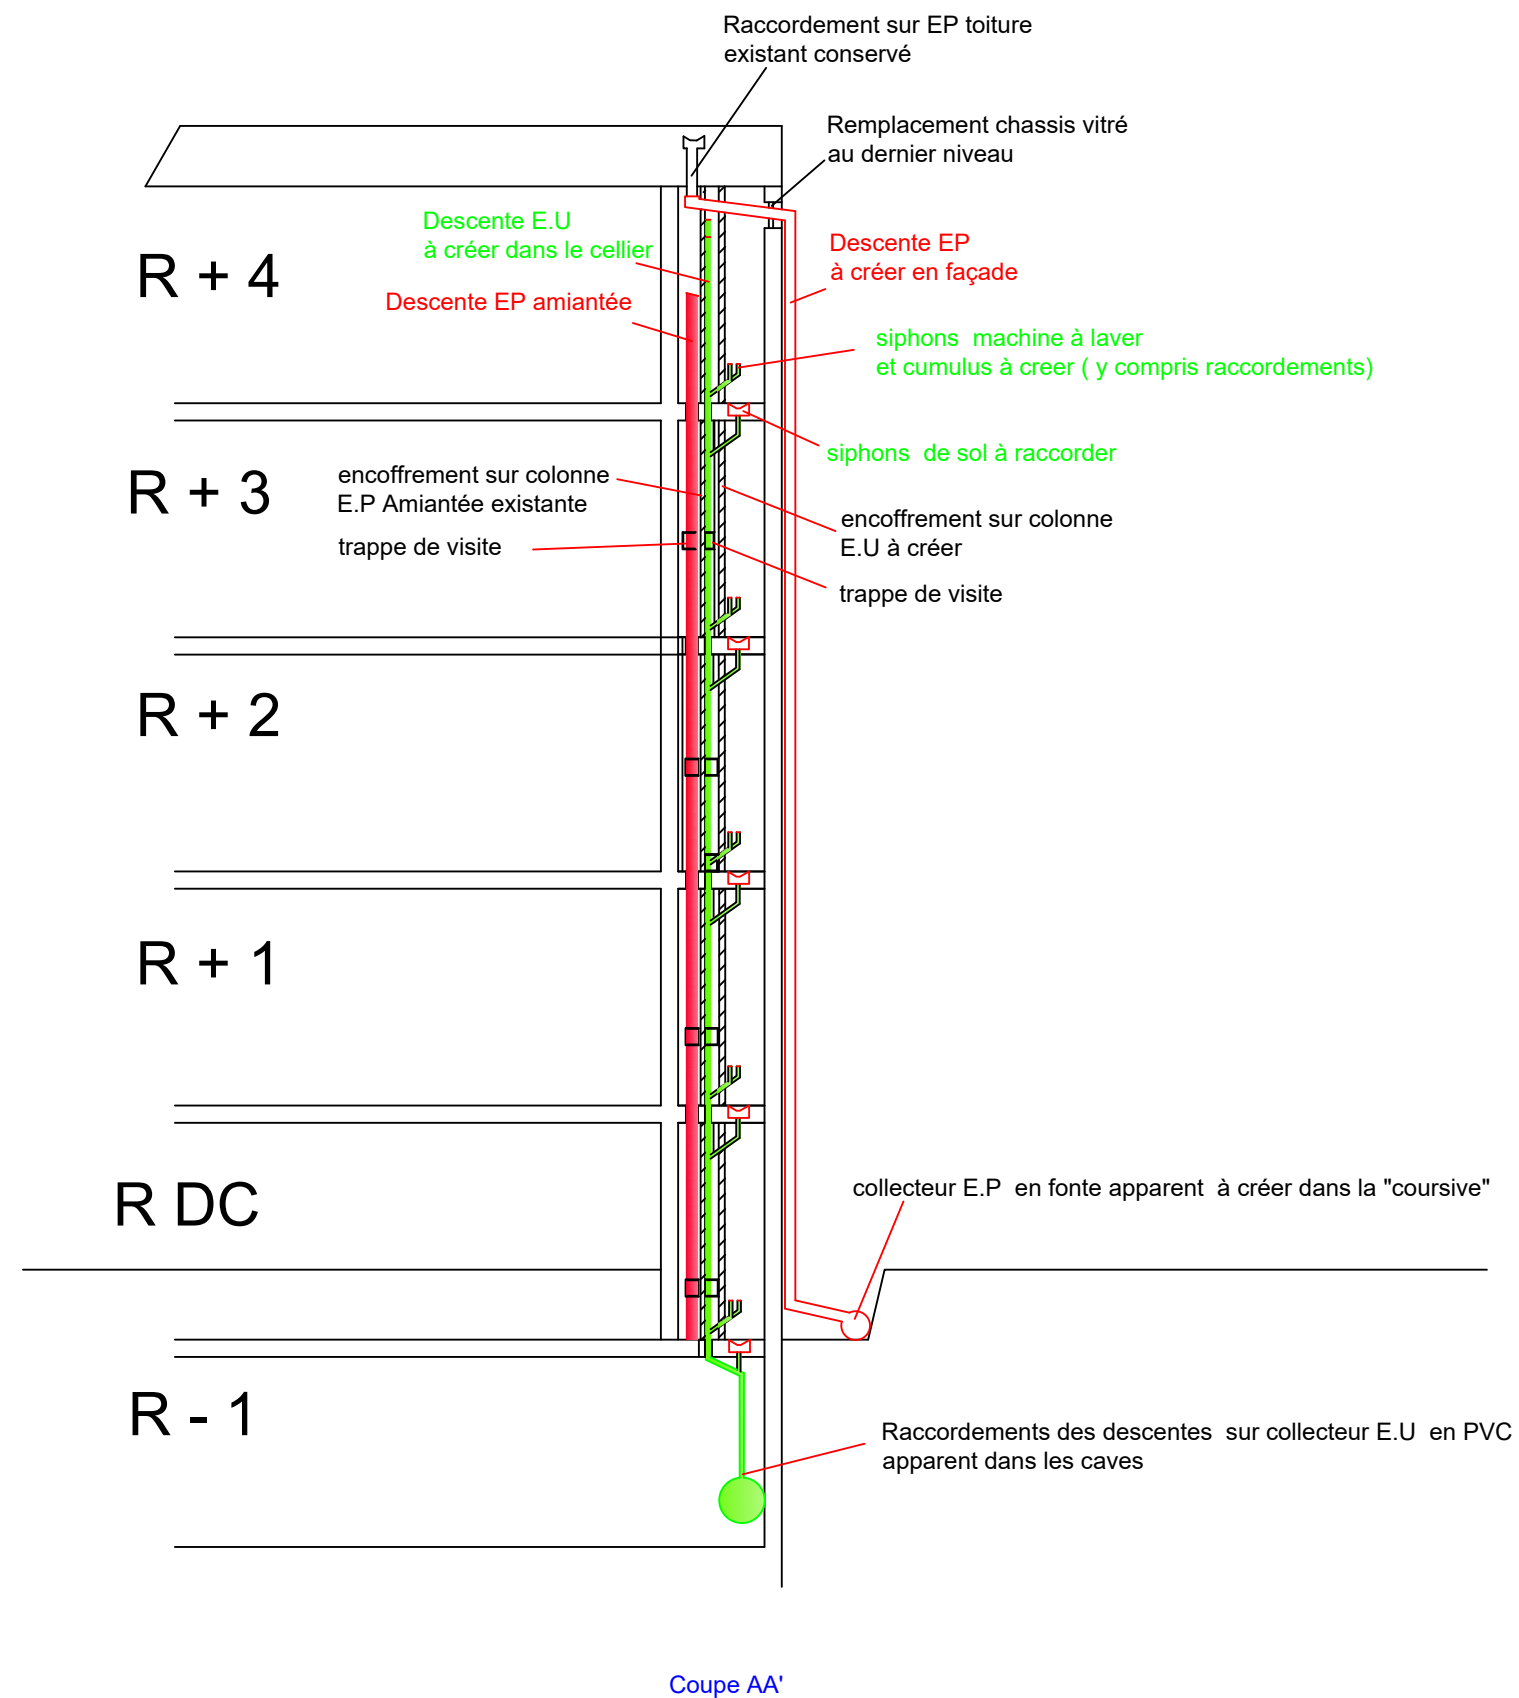 Raccordement sur EP toiture
existant conservé
Remplacement chassis vitré
au dernier niveau
Descente E.U
à créer dans le cellier
R + 4
Descente EP
à créer en façade
Descente EP amiantée
siphons machine à laver
et cumulus à creer ( y compris raccordements)
siphons de sol à raccorder
R + 3
encoffrement sur colonne
E.P Amiantée existante
trappe de visite
encoffrement sur colonne
E.U à créer
trappe de visite
R + 2
R + 1
R DC
collecteur E.P en fonte apparent à créer dans la "coursive"
R - 1
Raccordements des descentes sur collecteur E.U en PVC
apparent dans les caves
Coupe AA'